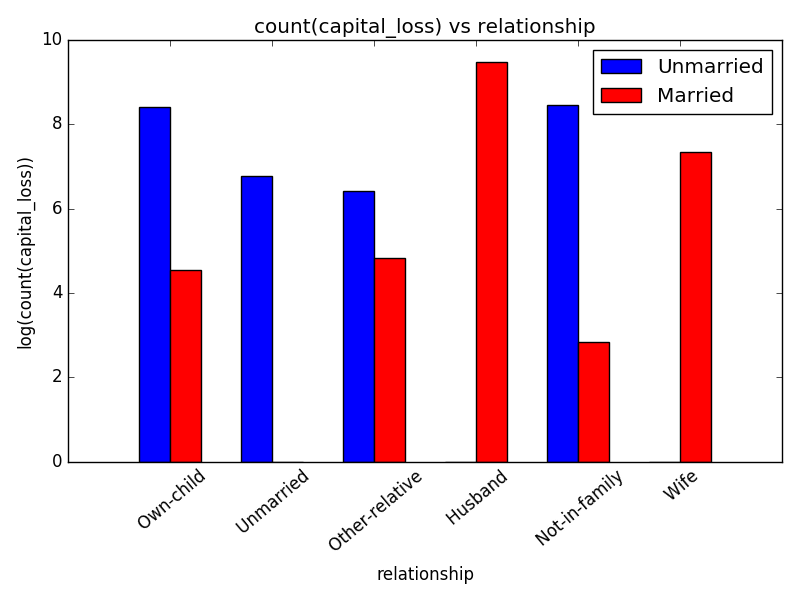 count(capital_loss) vs relationship
Unmarried
Married
log(count(capital_loss))
10
8
6
4
2
0
Own-child
Unmarried
Other-relative
Husband
Not-in-family
Wife
relationship